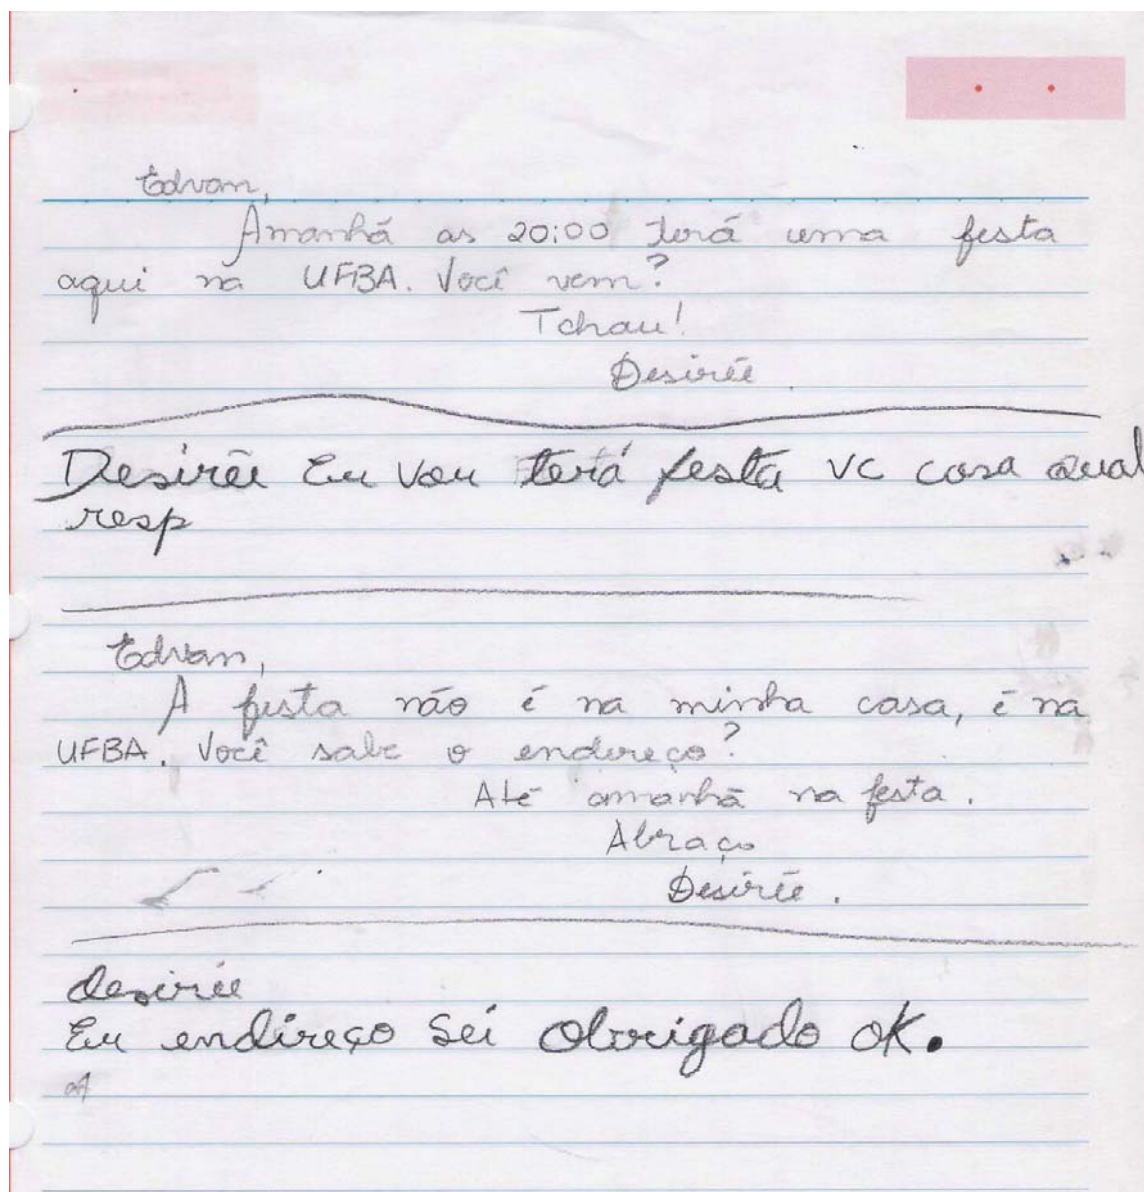 Edvan,
Amanhã as 20:00 terá uma festa
aqui na UFBA. Você vem?
Tchau!
Desirée.
Desirée Eu vou terá festa vc casa qual
resp
Edvan,
A festa não é na minha casa, é na
UFBA. Você sabe o endereço?
Até amanhã na festa.
Abraço
Desirée.
desirée
Eu endireço Sei obrigado oK.